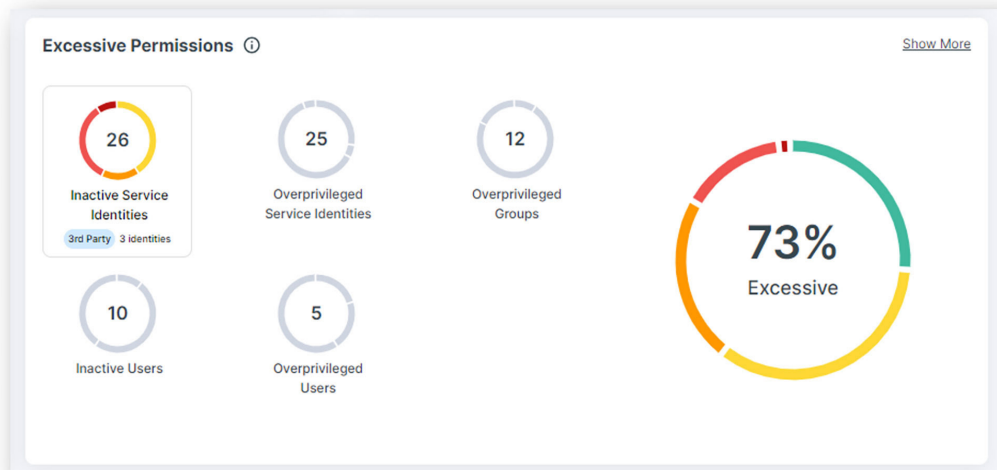 Excessive Permissions
Show More
26
Inactive Service
Identities
3rd Party 3 identities
25
Overprivileged
Service Identities
12
Overprivileged
Groups
10
Inactive Users
5
Overprivileged
Users
73%
Excessive